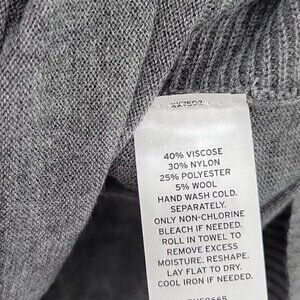 40% VISCOSE
30% NYLON
25% POLYESTER
5% WOOL
HAND WASH COLD.
SEPARATELY.
ONLY NON-CHLORINE
BLEACH IF NEEDED.
ROLL IN TOWEL TO
REMOVE EXCESS
MOISTURE. RESHAPE.
LAY FLAT TO DRY.
COOL IRON IF NEEDED.